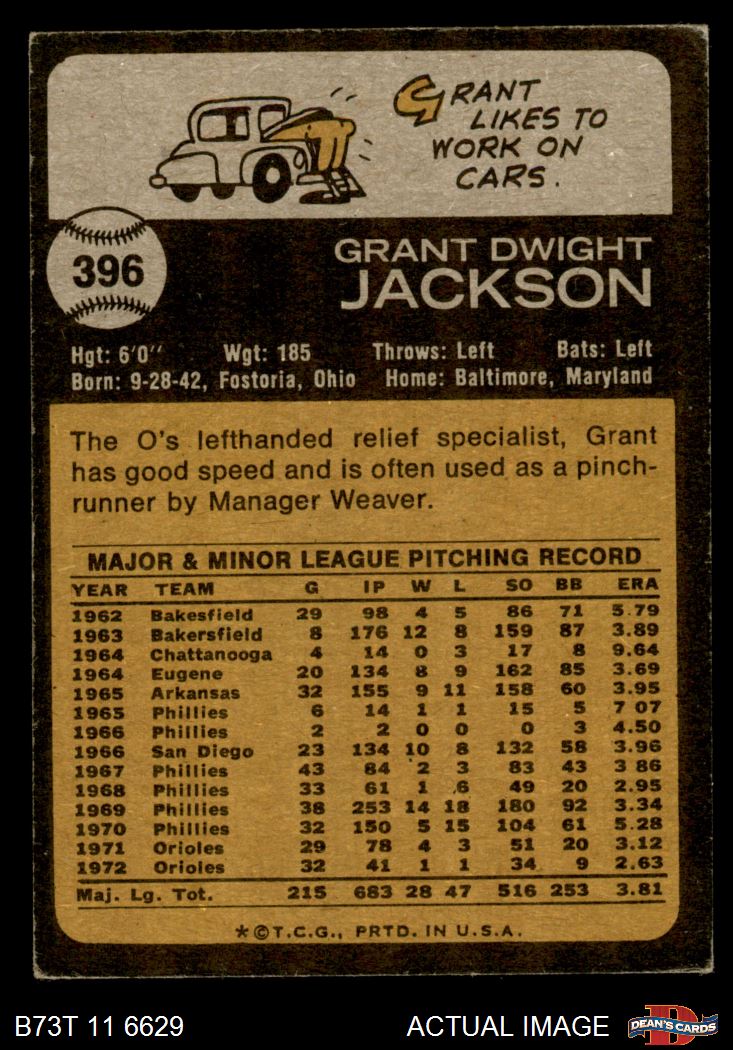 GRANT
LIKES TO
WORK ON
CARS.
396
GRANT DWIGHT
JACKSON
Hgt: 6'0'' Wgt: 185 Throws: Left Bats: Left
Born: 9-28-42, Fostoria, Ohio Home: Baltimore, Maryland
The O's lefthanded relief specialist, Grant
has good speed and is often used as a pinch-
runner by Manager Weaver.
MAJOR & MINOR LEAGUE PITCHING RECORD
YEAR TEAM G IP W L SO BB ERA
1962 Bakesfield 29 98 4 5 86 71 5.79
1963 Bakersfield 8 176 12 8 159 87 3.89
1964 Chattanooga 4 14 0 3 17 8 9.64
1964 Eugene 20 134 8 9 162 85 3.69
1965 Arkansas 32 155 9 11 158 60 3.95
1965 Phillies 6 14 1 1 15 5 7 07
1966 Phillies 2 2 0 0 0 3 4.50
1966 San Diego 23 134 10 8 132 58 3.96
1967 Phillies 43 84 2 3 83 43 3 86
1968 Phillies 33 61 1 6 49 20 2.95
1969 Phillies 38 253 14 18 180 92 3.34
1970 Phillies 32 150 5 15 104 61 5.28
1971 Orioles 29 78 4 3 51 20 3.12
1972 Orioles 32 41 1 1 34 9 2.63
Maj. Lg. Tot. 215 683 28 47 516 253 3.81
*©T.C.G., PRTD. IN U.S.A.
B73T 11 6629 ACTUAL IMAGE D DEAN'S CARDS